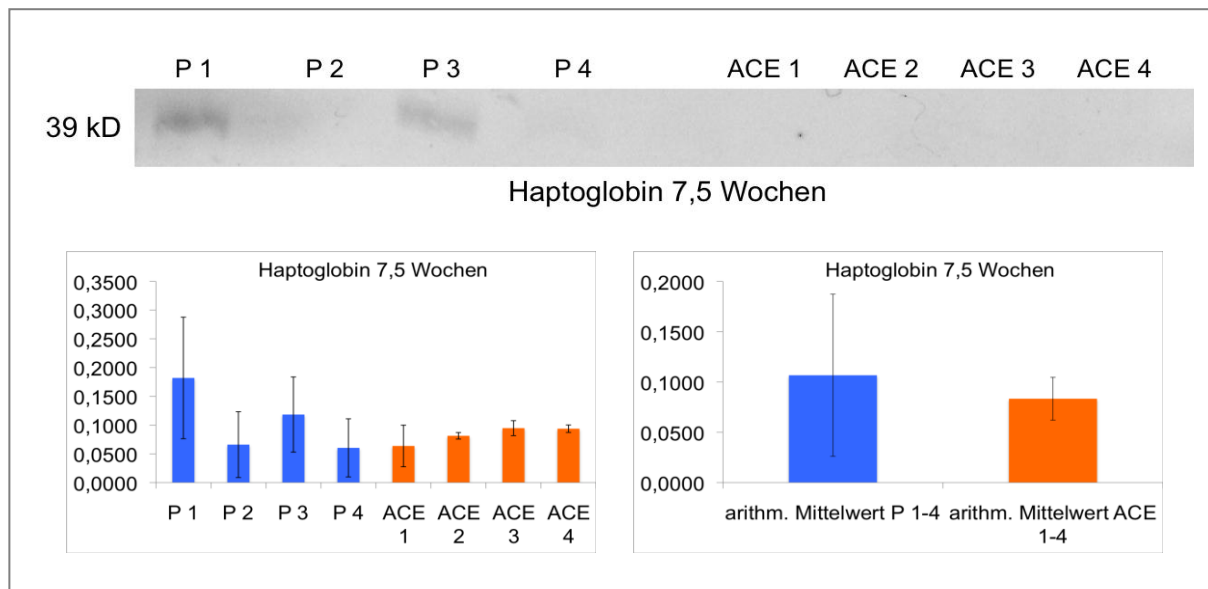 P 1 P 2 P 3 P 4 ACE 1 ACE 2 ACE 3 ACE 4
39 kD
Haptoglobin 7,5 Wochen
Haptoglobin 7,5 Wochen
0,3500
0,3000
0,2500
0,2000
0,1500
0,1000
0,0500
0,0000
P 1 P 2 P 3 P 4 ACE ACE ACE ACE
1 2 3 4
Haptoglobin 7,5 Wochen
0,2000
0,1500
0,1000
0,0500
0,0000
arithm. Mittelwert P 1-4 arithm. Mittelwert ACE
1-4